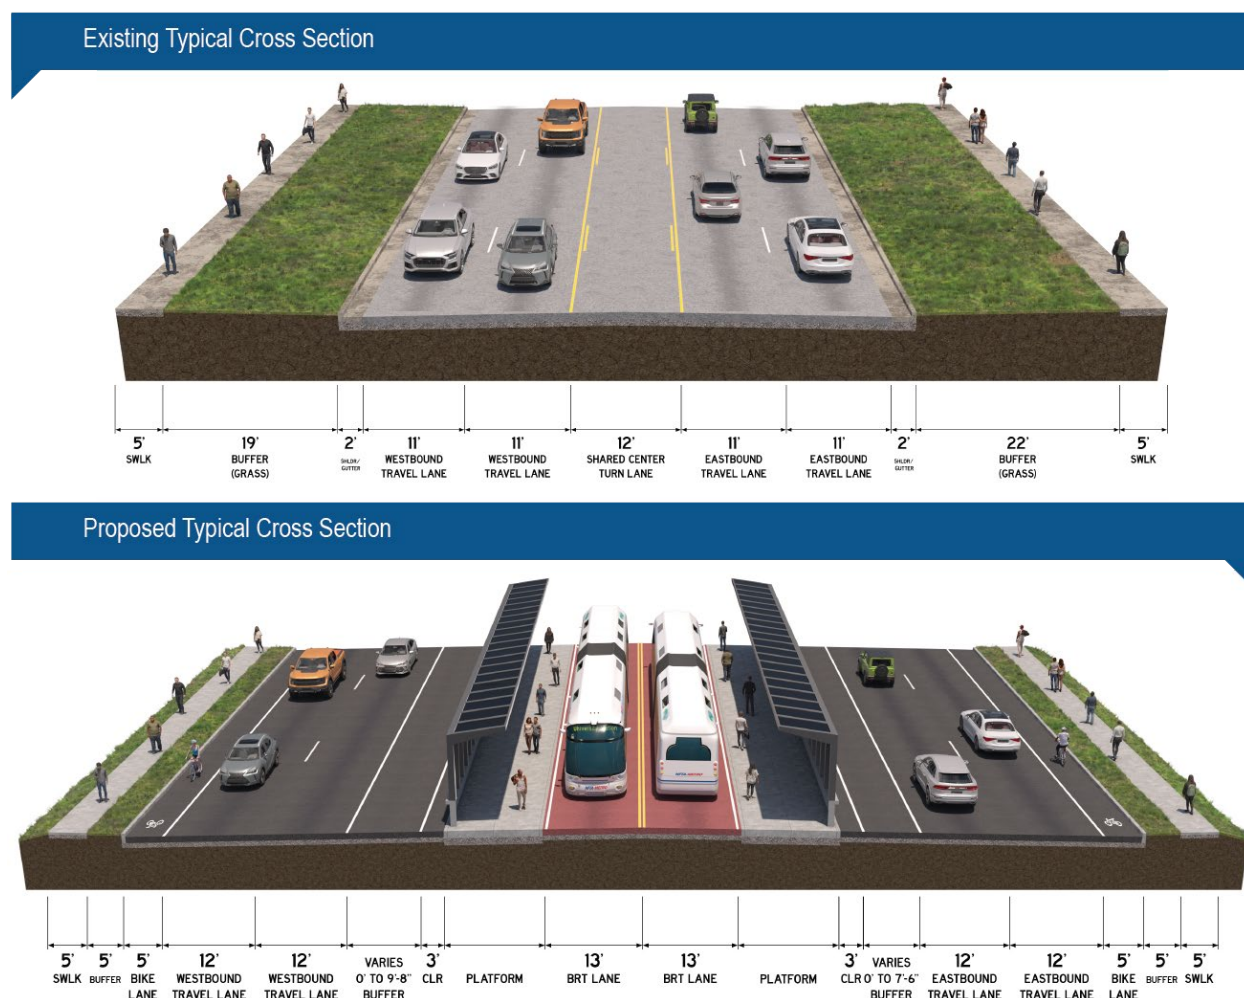 Existing Typical Cross Section
5' 19' 2' 11' 11' 12' 11' 11' 2' 22' 5'
SWLK BUFFER SHLDR/ WESTBOUND WESTBOUND SHARED CENTER EASTBOUND EASTBOUND SHLDR/ BUFFER SWLK
(GRASS) GUTTER TRAVEL LANE TRAVEL LANE TURN LANE TRAVEL LANE TRAVEL LANE GUTTER (GRASS)
Proposed Typical Cross Section
5' 5' 5' 12' 12' VARIES 3' 13' 13' 3' VARIES 12' 12' 5' 5' 5'
SWLK BUFFER BIKE WESTBOUND WESTBOUND 0' TO 9'-8" CLR PLATFORM BRT LANE BRT LANE PLATFORM CLR 0' TO 7'-6" EASTBOUND EASTBOUND BIKE BUFFER SWLK
LANE TRAVEL LANE TRAVEL LANE BUFFER BUFFER TRAVEL LANE TRAVEL LANE LANE